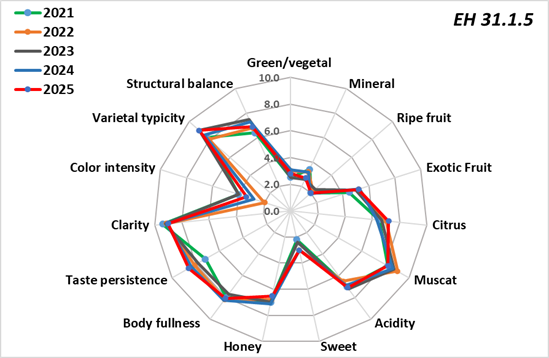 2021
2022
2023
2024
2025
EH 31.1.5
Green/vegetal
Mineral
Ripe fruit
Exotic Fruit
Citrus
Muscat
Acidity
Sweet
Honey
Body fullness
Taste persistence
Clarity
Color intensity
Varietal typicity
Structural balance
10.0
8.0
6.0
4.0
2.0
0.0